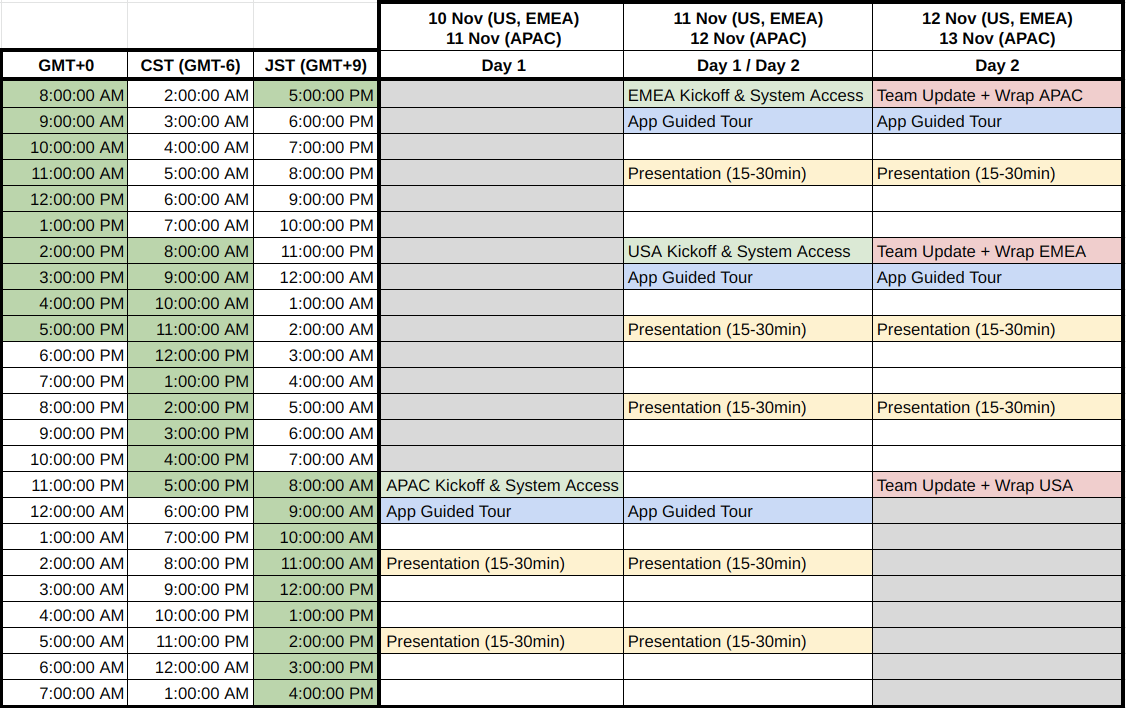 10 Nov (US, EMEA) 11 Nov (US, EMEA) 12 Nov (US, EMEA)
11 Nov (APAC) 12 Nov (APAC) 13 Nov (APAC)
GMT+0 CST (GMT-6) JST (GMT+9) Day 1 Day 1 / Day 2 Day 2
8:00:00 AM 2:00:00 AM 5:00:00 PM EMEA Kickoff & System Access Team Update + Wrap APAC
9:00:00 AM 3:00:00 AM 6:00:00 PM App Guided Tour App Guided Tour
10:00:00 AM 4:00:00 AM 7:00:00 PM
11:00:00 AM 5:00:00 AM 8:00:00 PM Presentation (15-30min) Presentation (15-30min)
12:00:00 PM 6:00:00 AM 9:00:00 PM
1:00:00 PM 7:00:00 AM 10:00:00 PM
2:00:00 PM 8:00:00 AM 11:00:00 PM USA Kickoff & System Access Team Update + Wrap EMEA
3:00:00 PM 9:00:00 AM 12:00:00 AM App Guided Tour App Guided Tour
4:00:00 PM 10:00:00 AM 1:00:00 AM
5:00:00 PM 11:00:00 AM 2:00:00 AM Presentation (15-30min) Presentation (15-30min)
6:00:00 PM 12:00:00 PM 3:00:00 AM
7:00:00 PM 1:00:00 PM 4:00:00 AM
8:00:00 PM 2:00:00 PM 5:00:00 AM Presentation (15-30min) Presentation (15-30min)
9:00:00 PM 3:00:00 PM 6:00:00 AM
10:00:00 PM 4:00:00 PM 7:00:00 AM
11:00:00 PM 5:00:00 PM 8:00:00 AM APAC Kickoff & System Access Team Update + Wrap USA
12:00:00 AM 6:00:00 PM 9:00:00 AM App Guided Tour App Guided Tour
1:00:00 AM 7:00:00 PM 10:00:00 AM
2:00:00 AM 8:00:00 PM 11:00:00 AM Presentation (15-30min) Presentation (15-30min)
3:00:00 AM 9:00:00 PM 12:00:00 PM
4:00:00 AM 10:00:00 PM 1:00:00 PM
5:00:00 AM 11:00:00 PM 2:00:00 PM Presentation (15-30min) Presentation (15-30min)
6:00:00 AM 12:00:00 AM 3:00:00 PM
7:00:00 AM 1:00:00 AM 4:00:00 PM